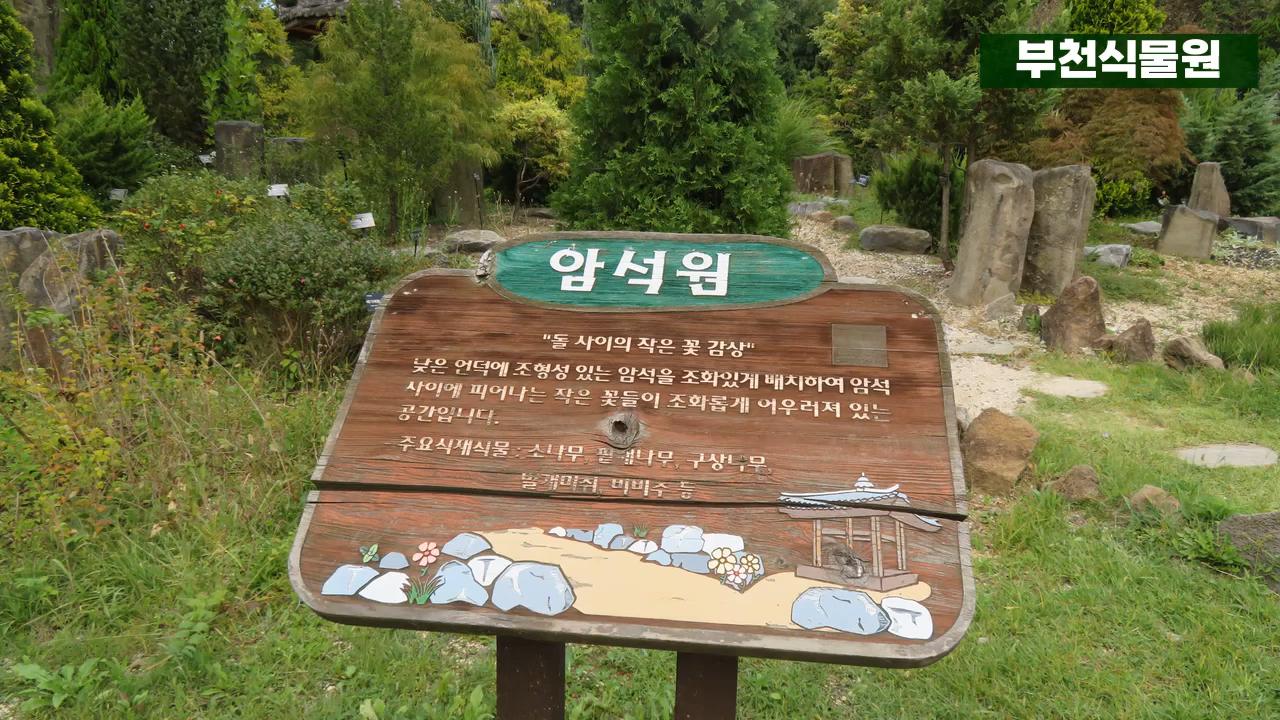 부천식물원
암석원
"돌 사이의 작은 꽃 감상"
낮은 언덕에 조형성 있는 암석을 조화있게 배치하여 암석
사이에 피어나는 작은 꽃들이 조화롭게 어우러져 있는
공간입니다.
주요식재식물 : 소나무, 구상나무,
비비추 등